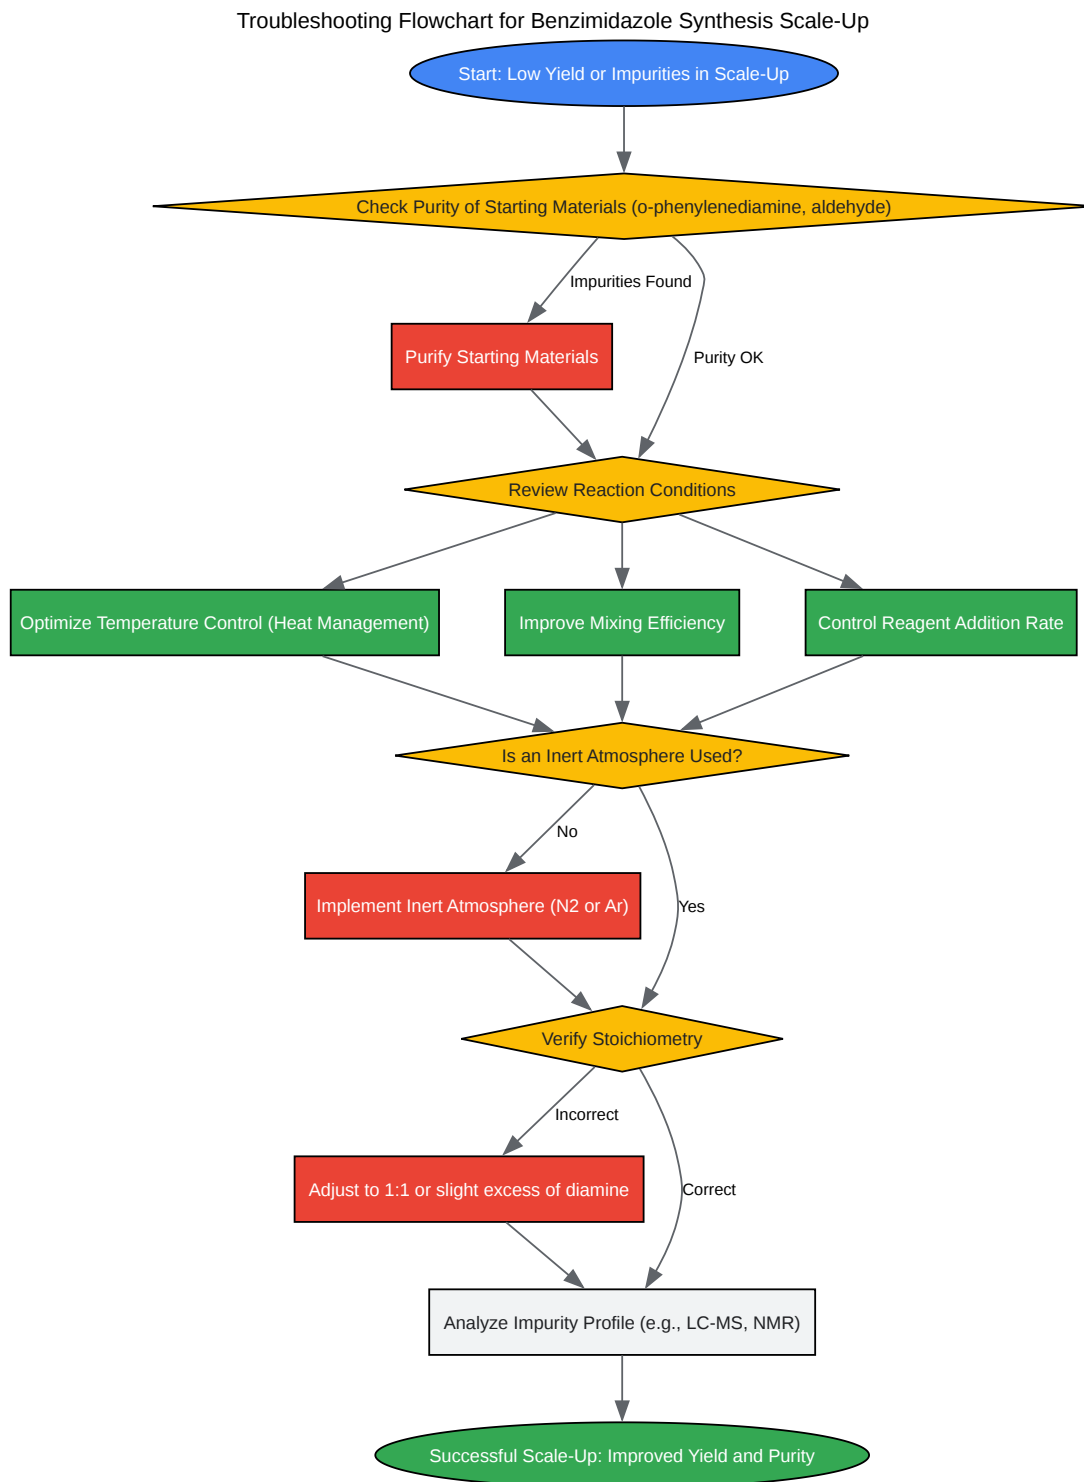 Troubleshooting Flowchart for Benzimidazole Synthesis Scale-Up
Start: Low Yield or Impurities in Scale-Up
Check Purity of Starting Materials (o-phenylenediamine, aldehyde)
Impurities Found
Purify Starting Materials
Purity OK
Review Reaction Conditions
Optimize Temperature Control (Heat Management)
Improve Mixing Efficiency
Control Reagent Addition Rate
Is an Inert Atmosphere Used?
No
Implement Inert Atmosphere (N2 or Ar)
Yes
Verify Stoichiometry
Incorrect
Adjust to 1:1 or slight excess of diamine
Correct
Analyze Impurity Profile (e.g., LC-MS, NMR)
Successful Scale-Up: Improved Yield and Purity